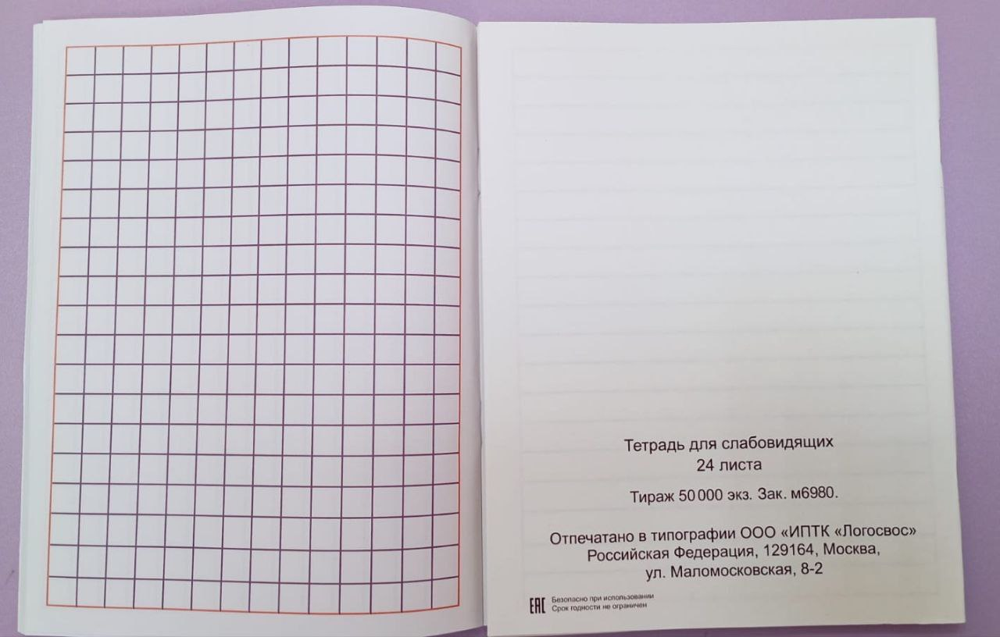 Тетрадь для слабовидящих
24 листа
Тираж 50 000 экз. Зак. м6980.
Отпечатано в типографии ООО «ИПТК «Логосвос»
Российская Федерация, 129164, Москва,
ул. Маломосковская, 8-2
EAC
Безопасно при использовании
Срок годности не ограничен